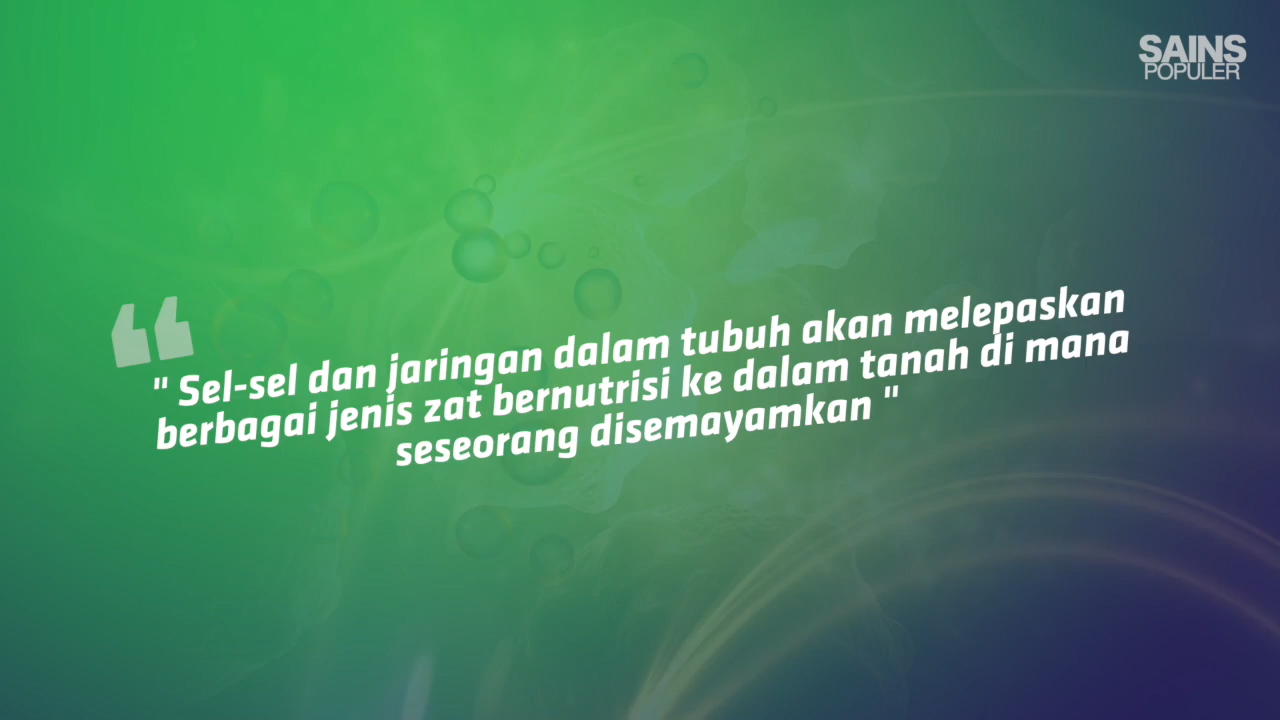 SAINS
POPULER
" Sel-sel dan jaringan dalam tubuh akan melepaskan
berbagai jenis zat bernutrisi ke dalam tanah di mana
seseorang disemayamkan "